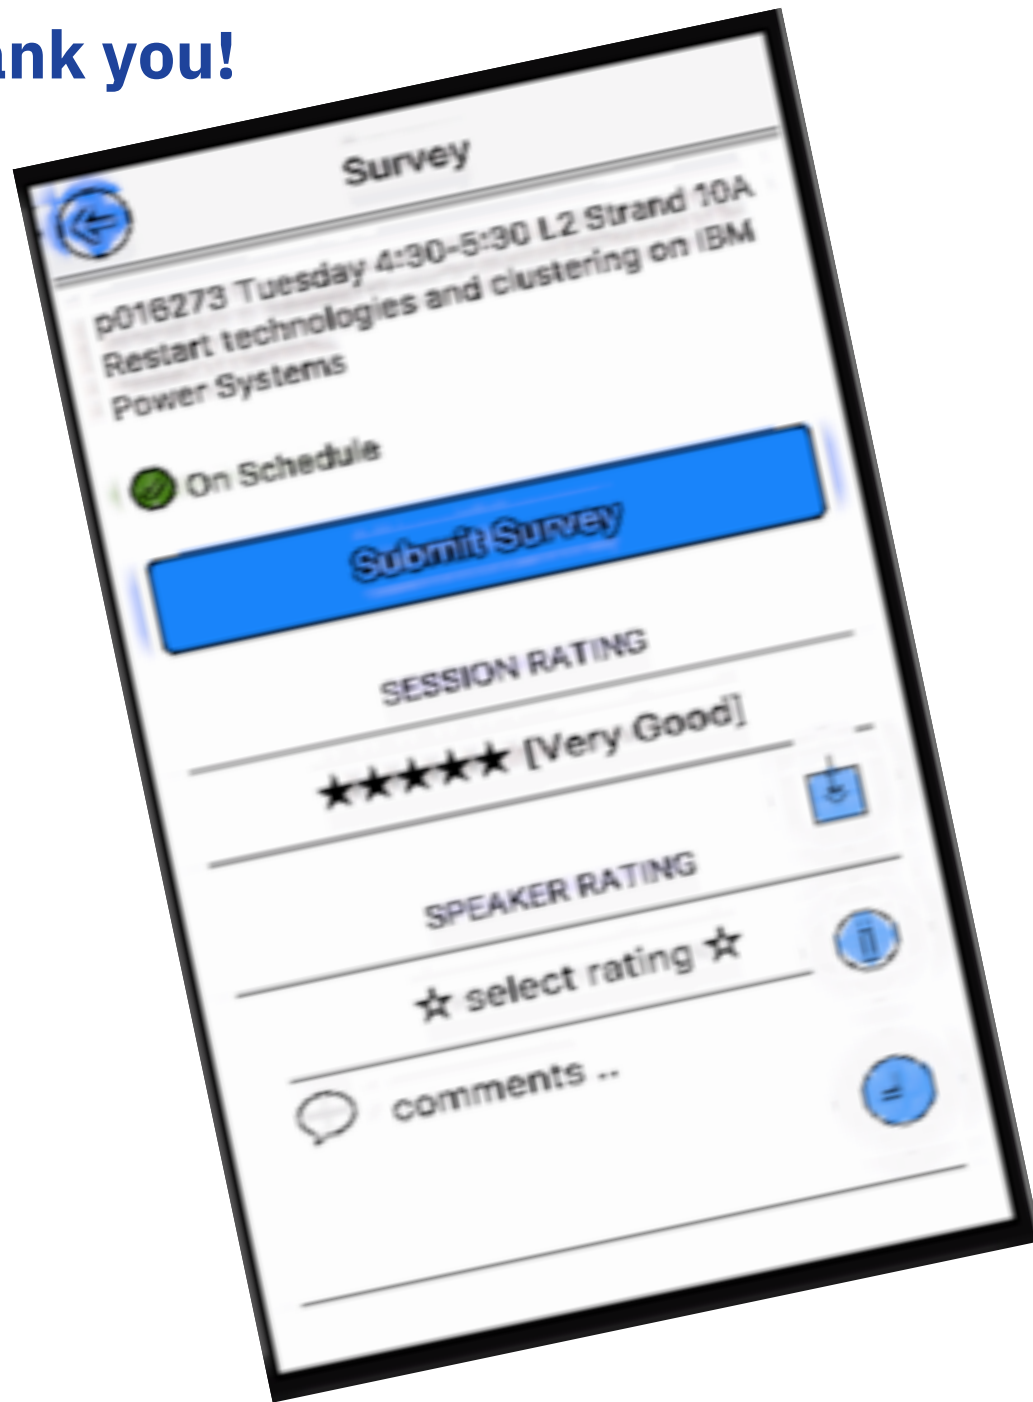 ank you!
Survey
p016273 Tuesday 4:30-5:30 L2 Strand 10A
Restart technologies and clustering on IBM
Power Systems
On Schedule
Submit Survey
SESSION RATING
★★★★★ [Very Good]
SPEAKER RATING
☆ select rating ☆
comments ..